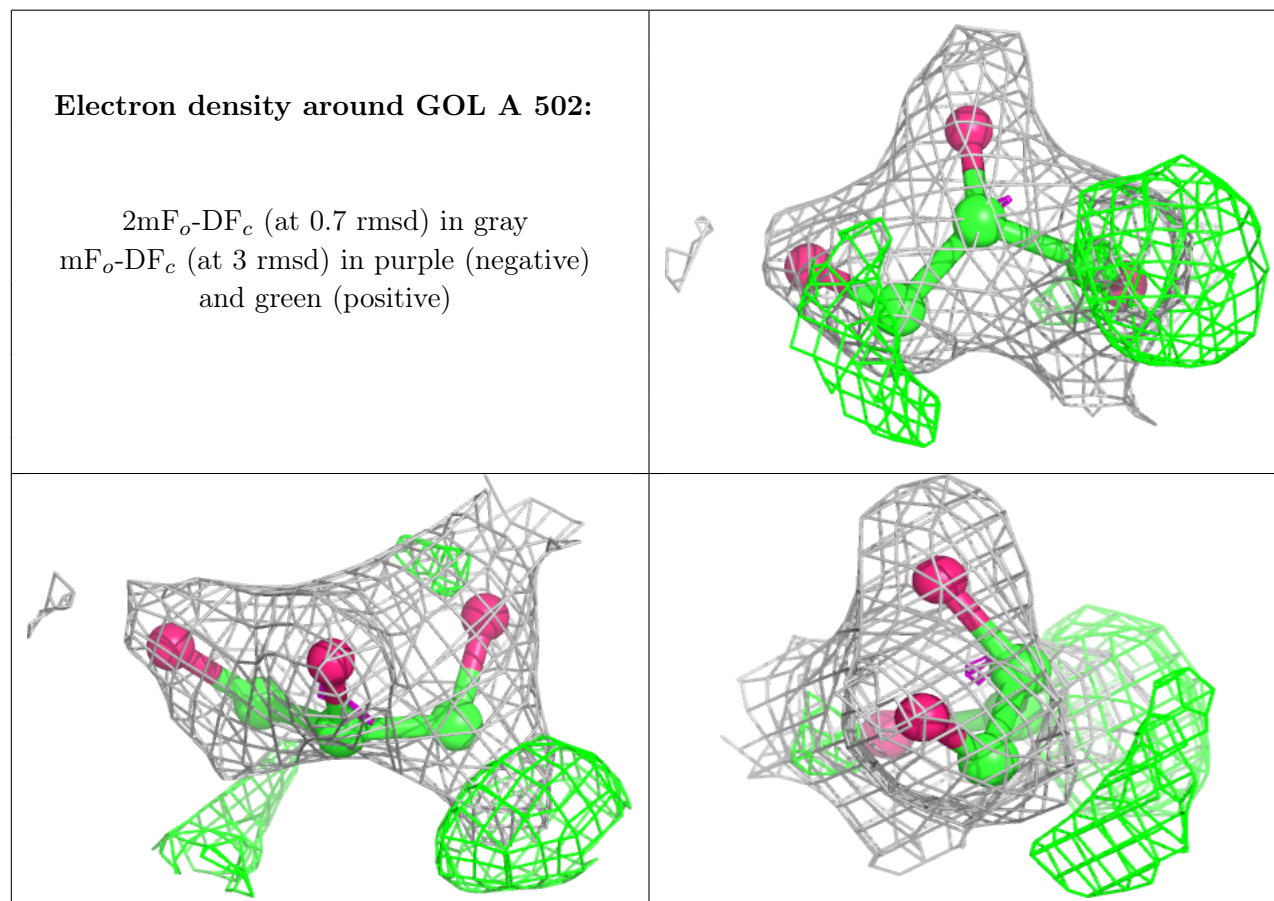 Electron density around GOL A 502:
2mFo-DFc (at 0.7 rmsd) in gray
mFo-DFc (at 3 rmsd) in purple (negative)
and green (positive)